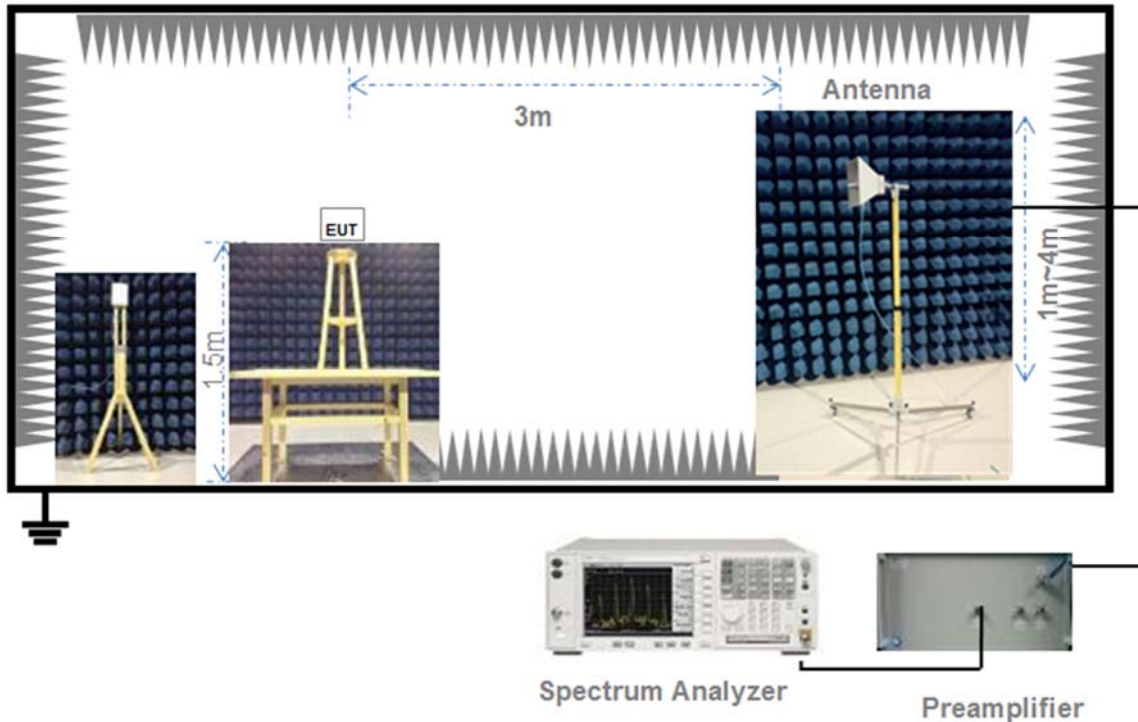 Antenna
3m
EUT
1.5m
1m~4m
Spectrum Analyzer
Preamplifier